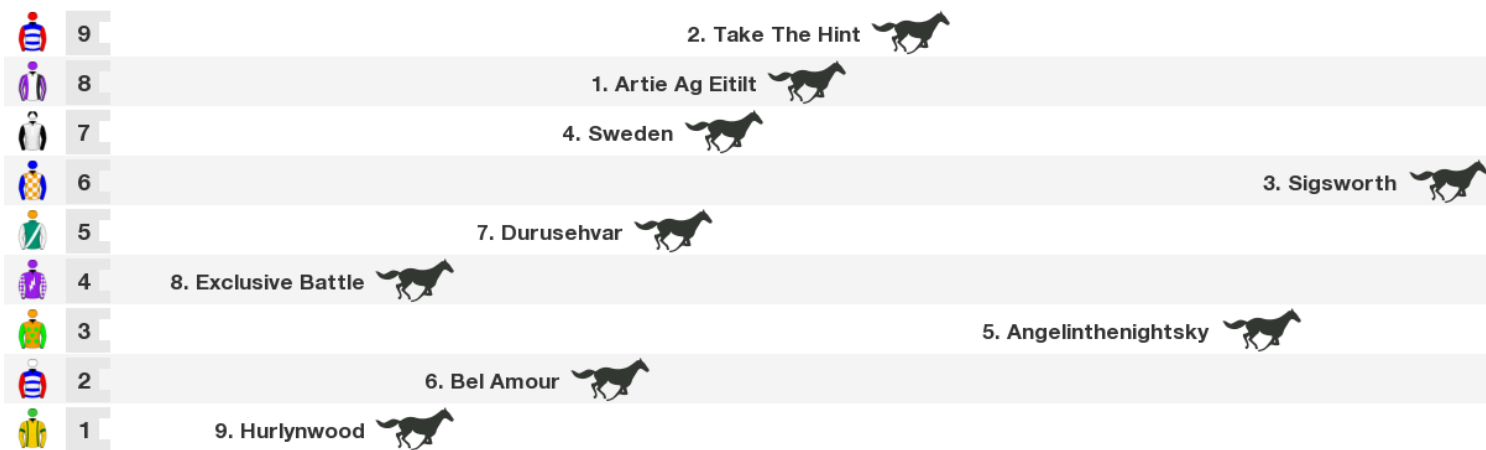 9 2. Take The Hint
8 1. Artie Ag Eitilt
7 4. Sweden
6 3. Sigsworth
5 7. Durusehvar
4 8. Exclusive Battle
3 5. Angelinthenightsky
2 6. Bel Amour
1 9. Hurlynwood